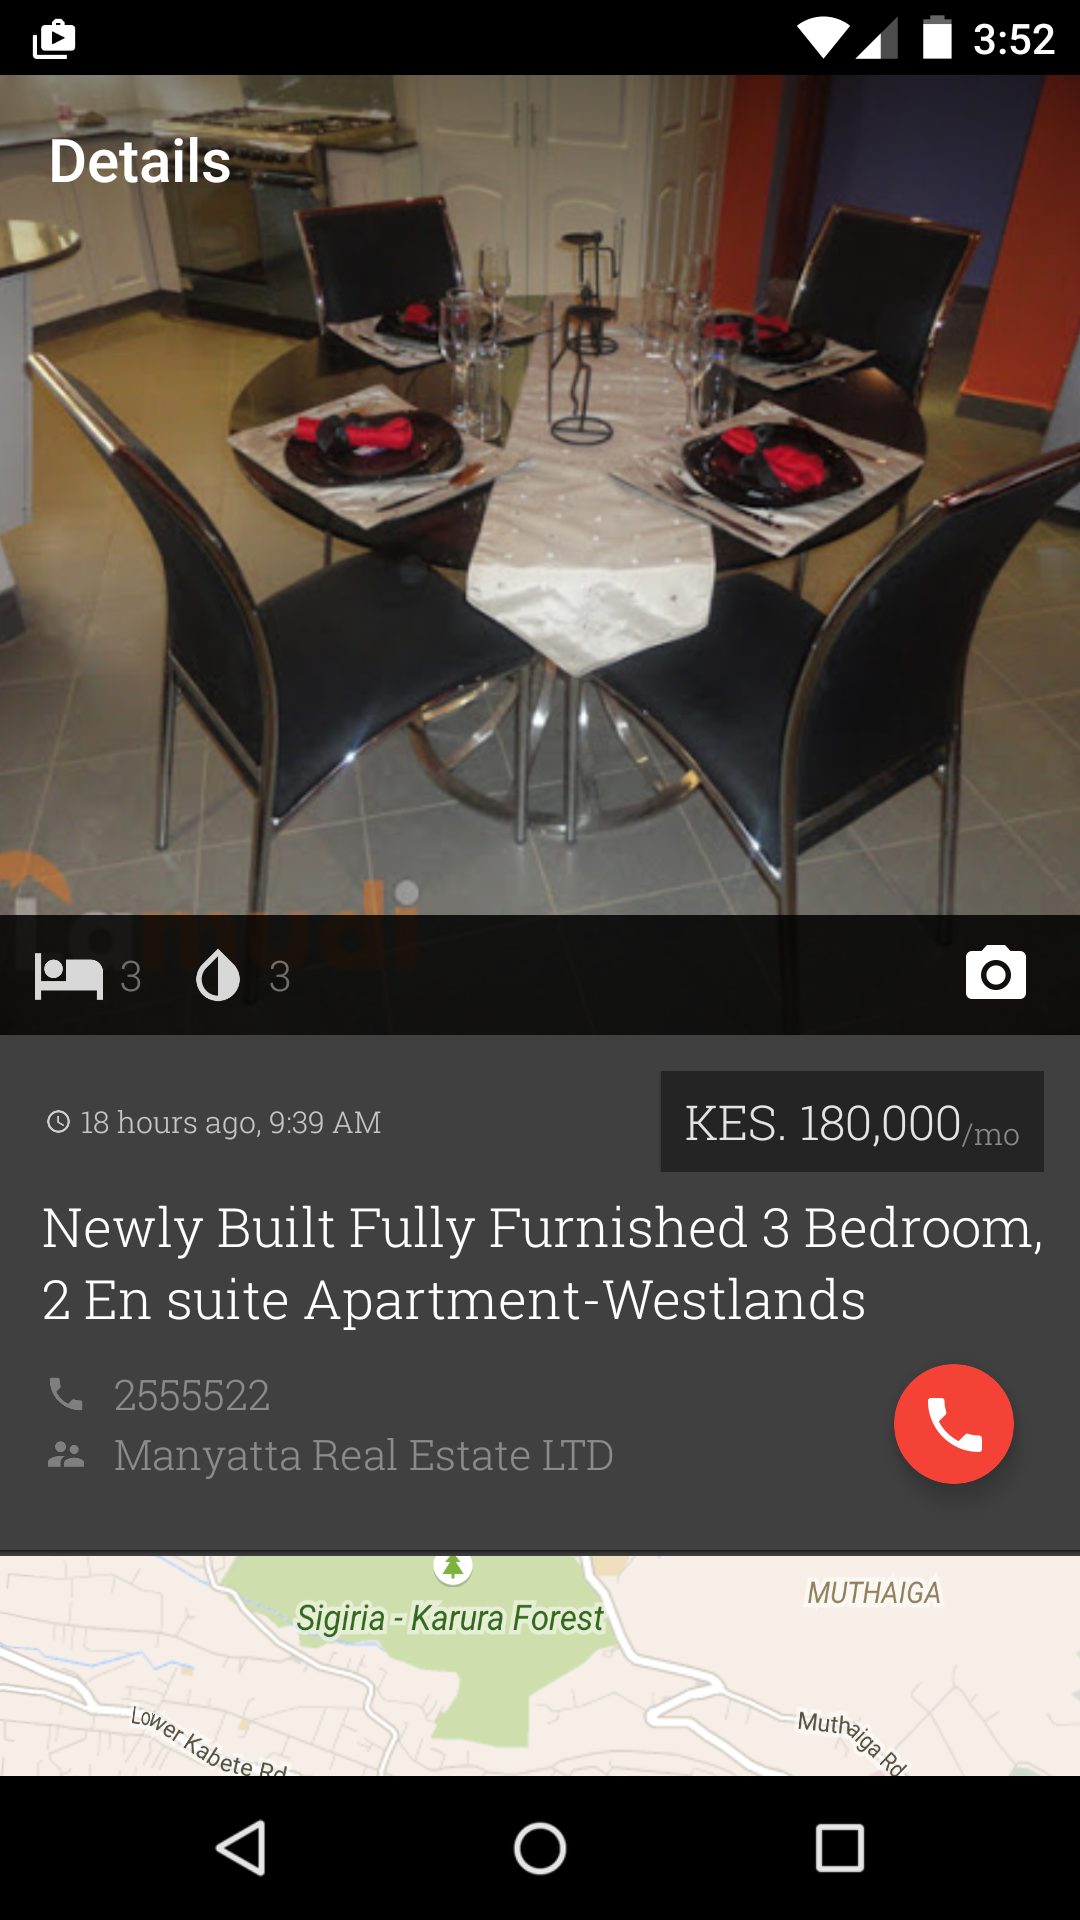 3:52
Details
Lamudi
3
3
18 hours ago, 9:39 AM
KES. 180,000/mo
Newly Built Fully Furnished 3 Bedroom,
2 En suite Apartment-Westlands
2555522
Manyatta Real Estate LTD
Sigiria - Karura Forest
MUTHAIGA
Lower Kabete Rd
Muthaiga Rd